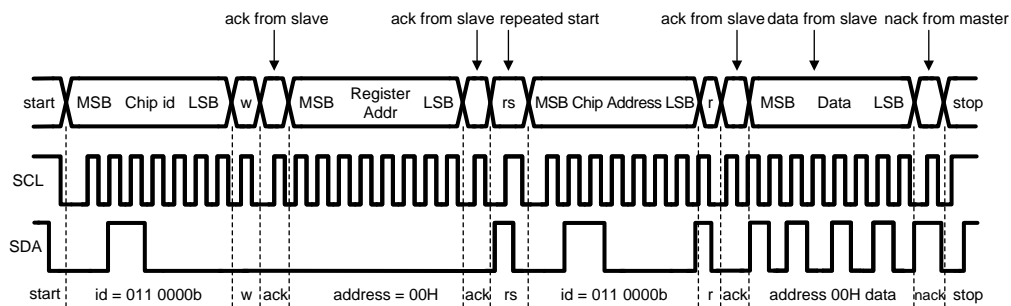 ack from slave ack from slave repeated start ack from slave data from slave nack from master
start MSB Chip id LSB w MSB Register Addr LSB rs MSB Chip Address LSB r MSB Data LSB stop
SCL
SDA
start id = 011 0000b w ack address = 00H ack rs id = 011 0000b r ack address 00H data nack stop